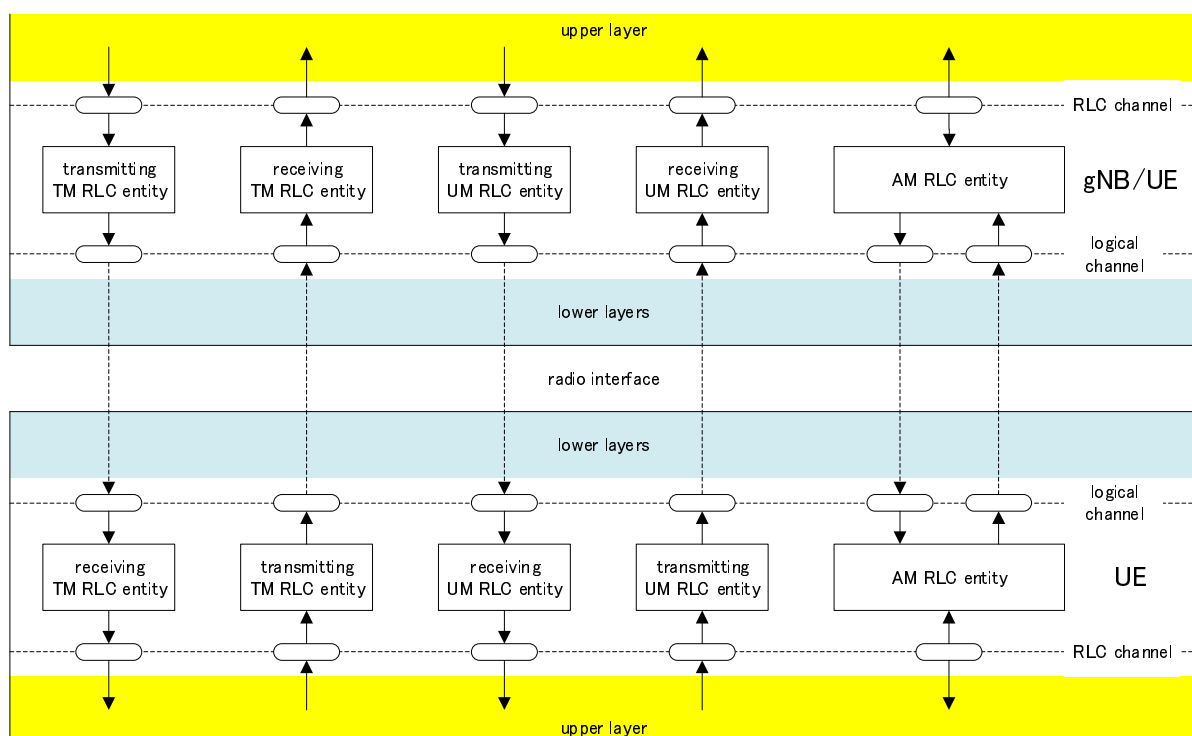 upper layer
RLC channel
transmitting
TM RLC entity
receiving
TM RLC entity
transmitting
UM RLC entity
receiving
UM RLC entity
AM RLC entity
gNB/UE
logical
channel
lower layers
radio interface
lower layers
logical
channel
receiving
TM RLC entity
transmitting
TM RLC entity
receiving
UM RLC entity
transmitting
UM RLC entity
AM RLC entity
UE
RLC channel
upper layer